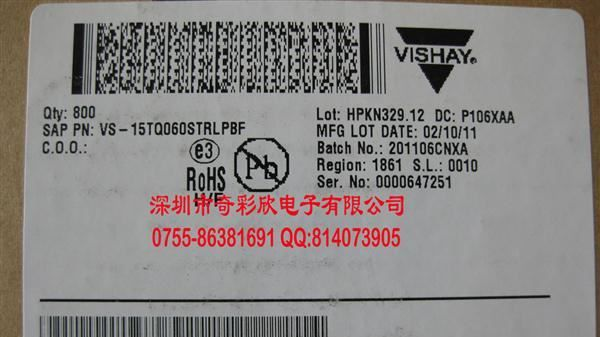 VISHAY®
Qty: 800
SAP PN: VS-15TQ060STRLPBF
C.O.O.:
Lot: HPKN329.12 DC: P106XAA
MFG LOT DATE: 02/10/11
Batch No.: 201106CNXA
Region: 1861 S.L.: 0010
Ser. No: 0000647251
e3
Pb
RoHS
深圳市奇彩欣电子有限公司
0755-86381691 QQ:814073905